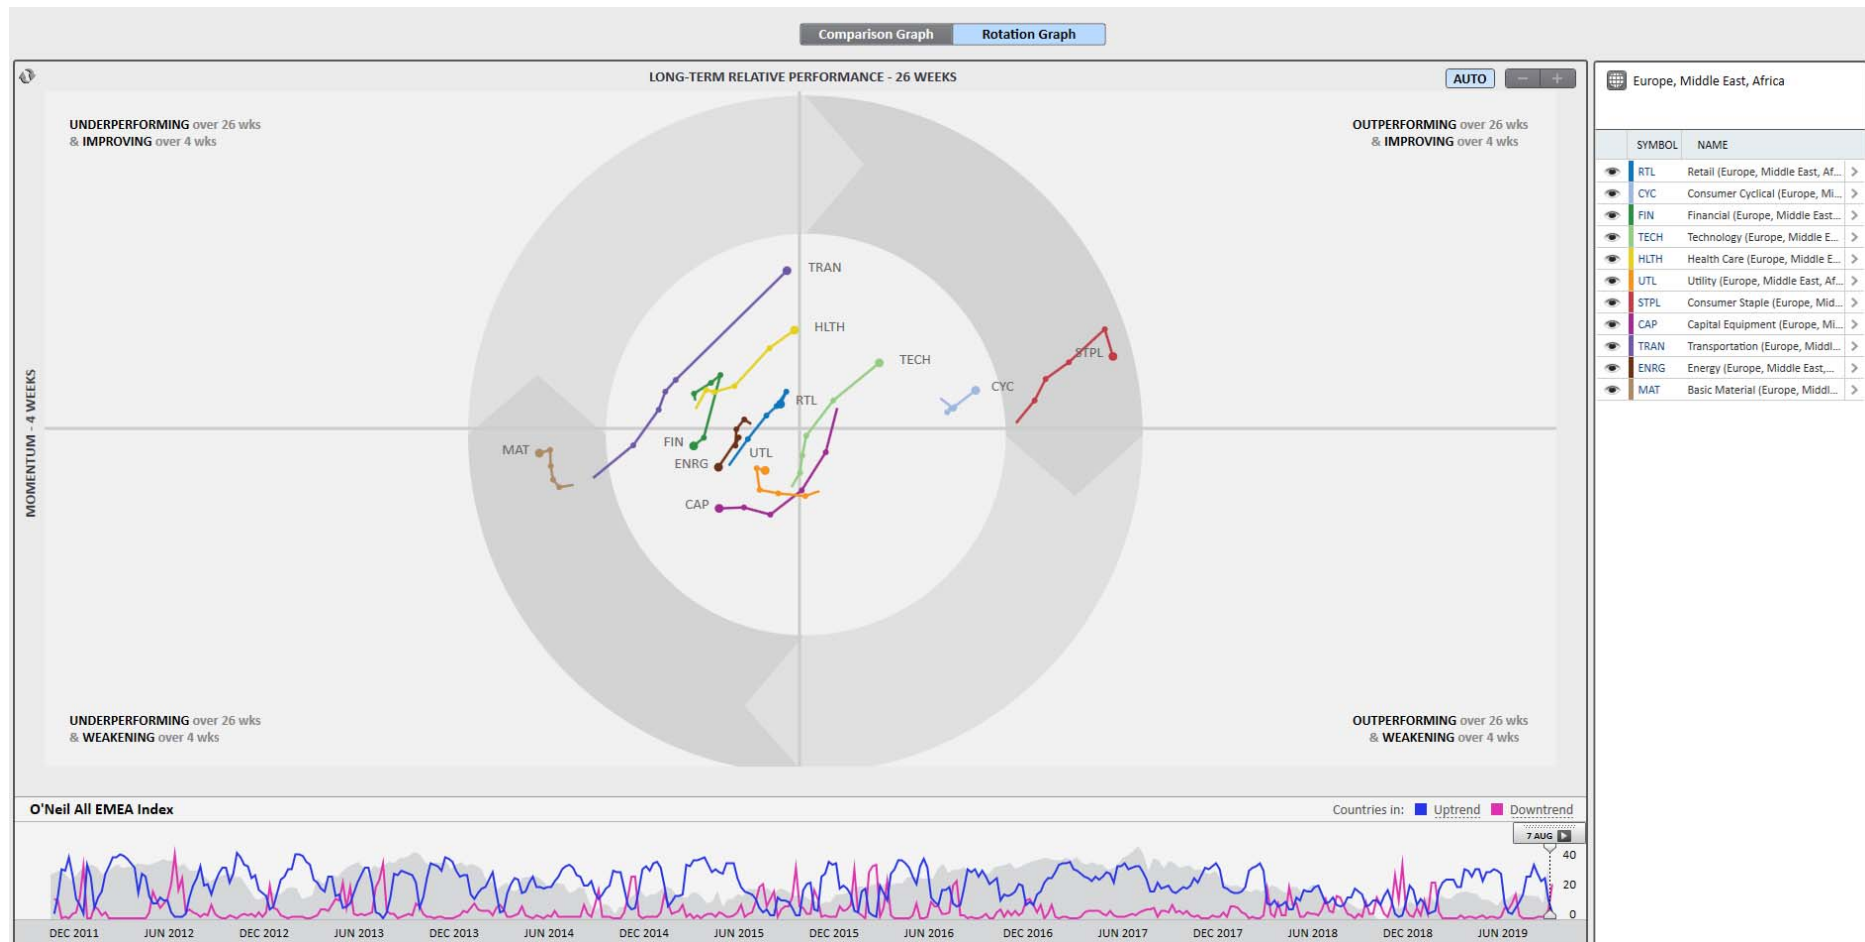 Comparison Graph
Rotation Graph
LONG-TERM RELATIVE PERFORMANCE - 26 WEEKS
AUTO
− +
UNDERPERFORMING over 26 wks
& IMPROVING over 4 wks
OUTPERFORMING over 26 wks
& IMPROVING over 4 wks
TRAN
HLTH
TECH
STPL
CYC
RTL
FIN
MAT
UTL
ENRG
CAP
MOMENTUM - 4 WEEKS
UNDERPERFORMING over 26 wks
& WEAKENING over 4 wks
OUTPERFORMING over 26 wks
& WEAKENING over 4 wks
Europe, Middle East, Africa
SYMBOL NAME
RTL Retail (Europe, Middle East, Af...
CYC Consumer Cyclical (Europe, Mi...
FIN Financial (Europe, Middle East...
TECH Technology (Europe, Middle E...
HLTH Health Care (Europe, Middle E...
UTL Utility (Europe, Middle East, Af...
STPL Consumer Staple (Europe, Mid...
CAP Capital Equipment (Europe, Mi...
TRAN Transportation (Europe, Middl...
ENRG Energy (Europe, Middle East,...
MAT Basic Material (Europe, Middl...
O'Neil All EMEA Index
Countries in: Uptrend Downtrend
7 AUG
40
20
0
DEC 2011 JUN 2012 DEC 2012 JUN 2013 DEC 2013 JUN 2014 DEC 2014 JUN 2015 DEC 2015 JUN 2016 DEC 2016 JUN 2017 DEC 2017 JUN 2018 DEC 2018 JUN 2019